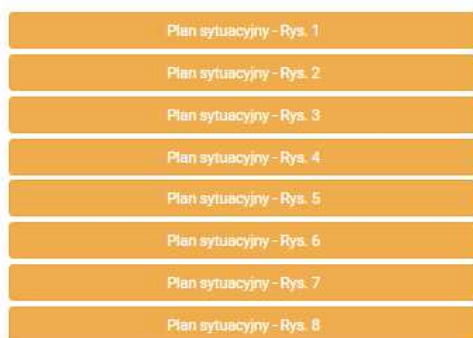 Plan sytuacyjny - Rys. 1
Plan sytuacyjny - Rys. 2
Plan sytuacyjny - Rys. 3
Plan sytuacyjny - Rys. 4
Plan sytuacyjny - Rys. 5
Plan sytuacyjny - Rys. 6
Plan sytuacyjny - Rys. 7
Plan sytuacyjny - Rys. 8